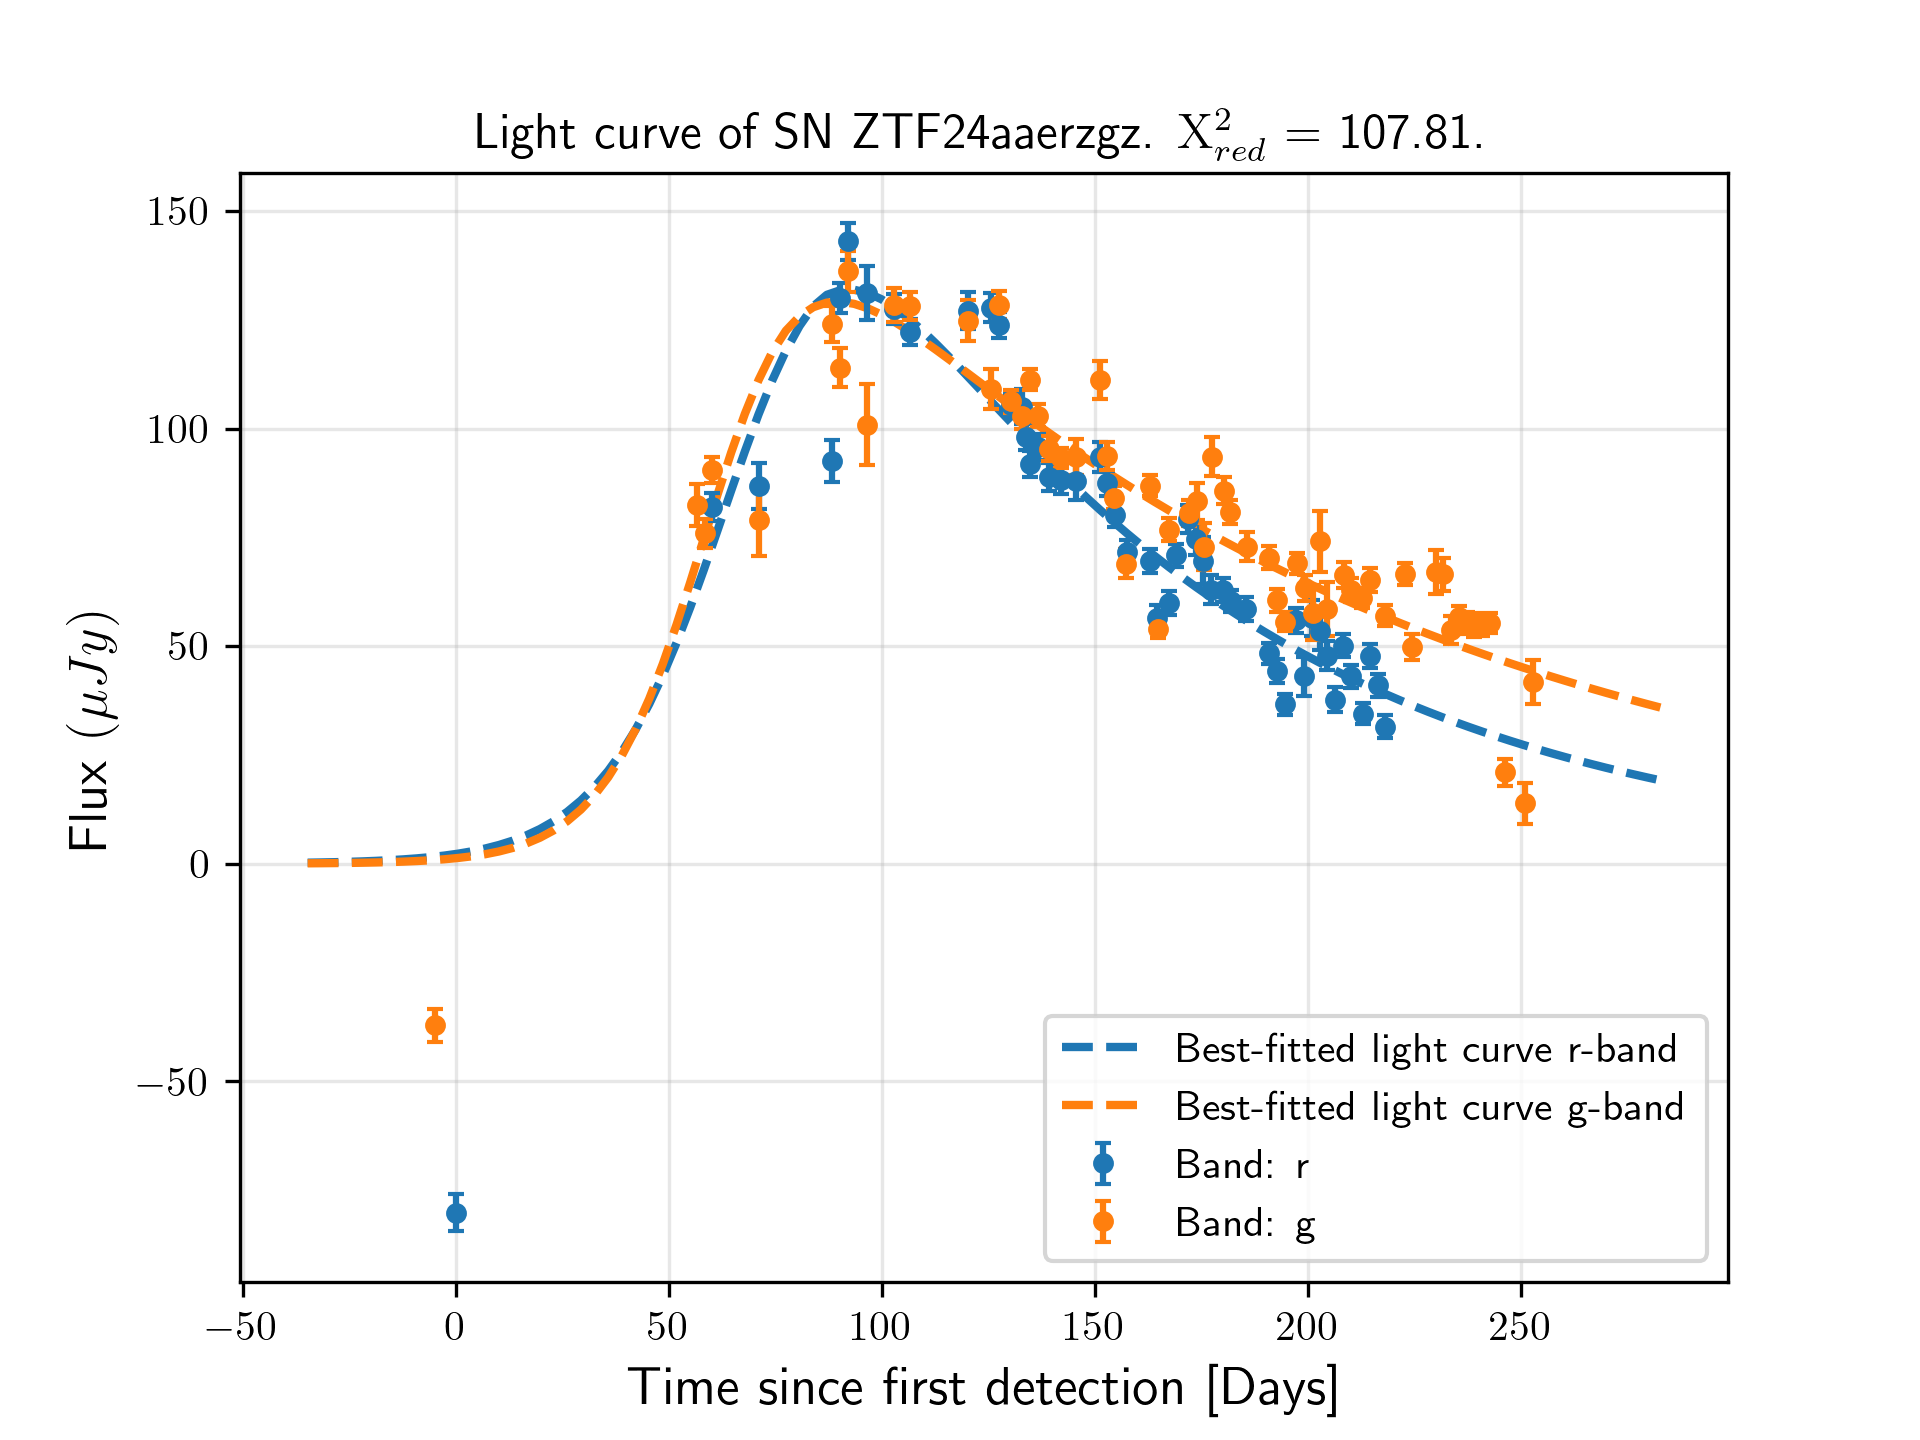 Light curve of SN ZTF24aaerzgz. X²_red = 107.81.
150
100
50
0
−50
Flux (μJy)
−50 0 50 100 150 200 250
Time since first detection [Days]
Best-fitted light curve r-band
Best-fitted light curve g-band
Band: r
Band: g